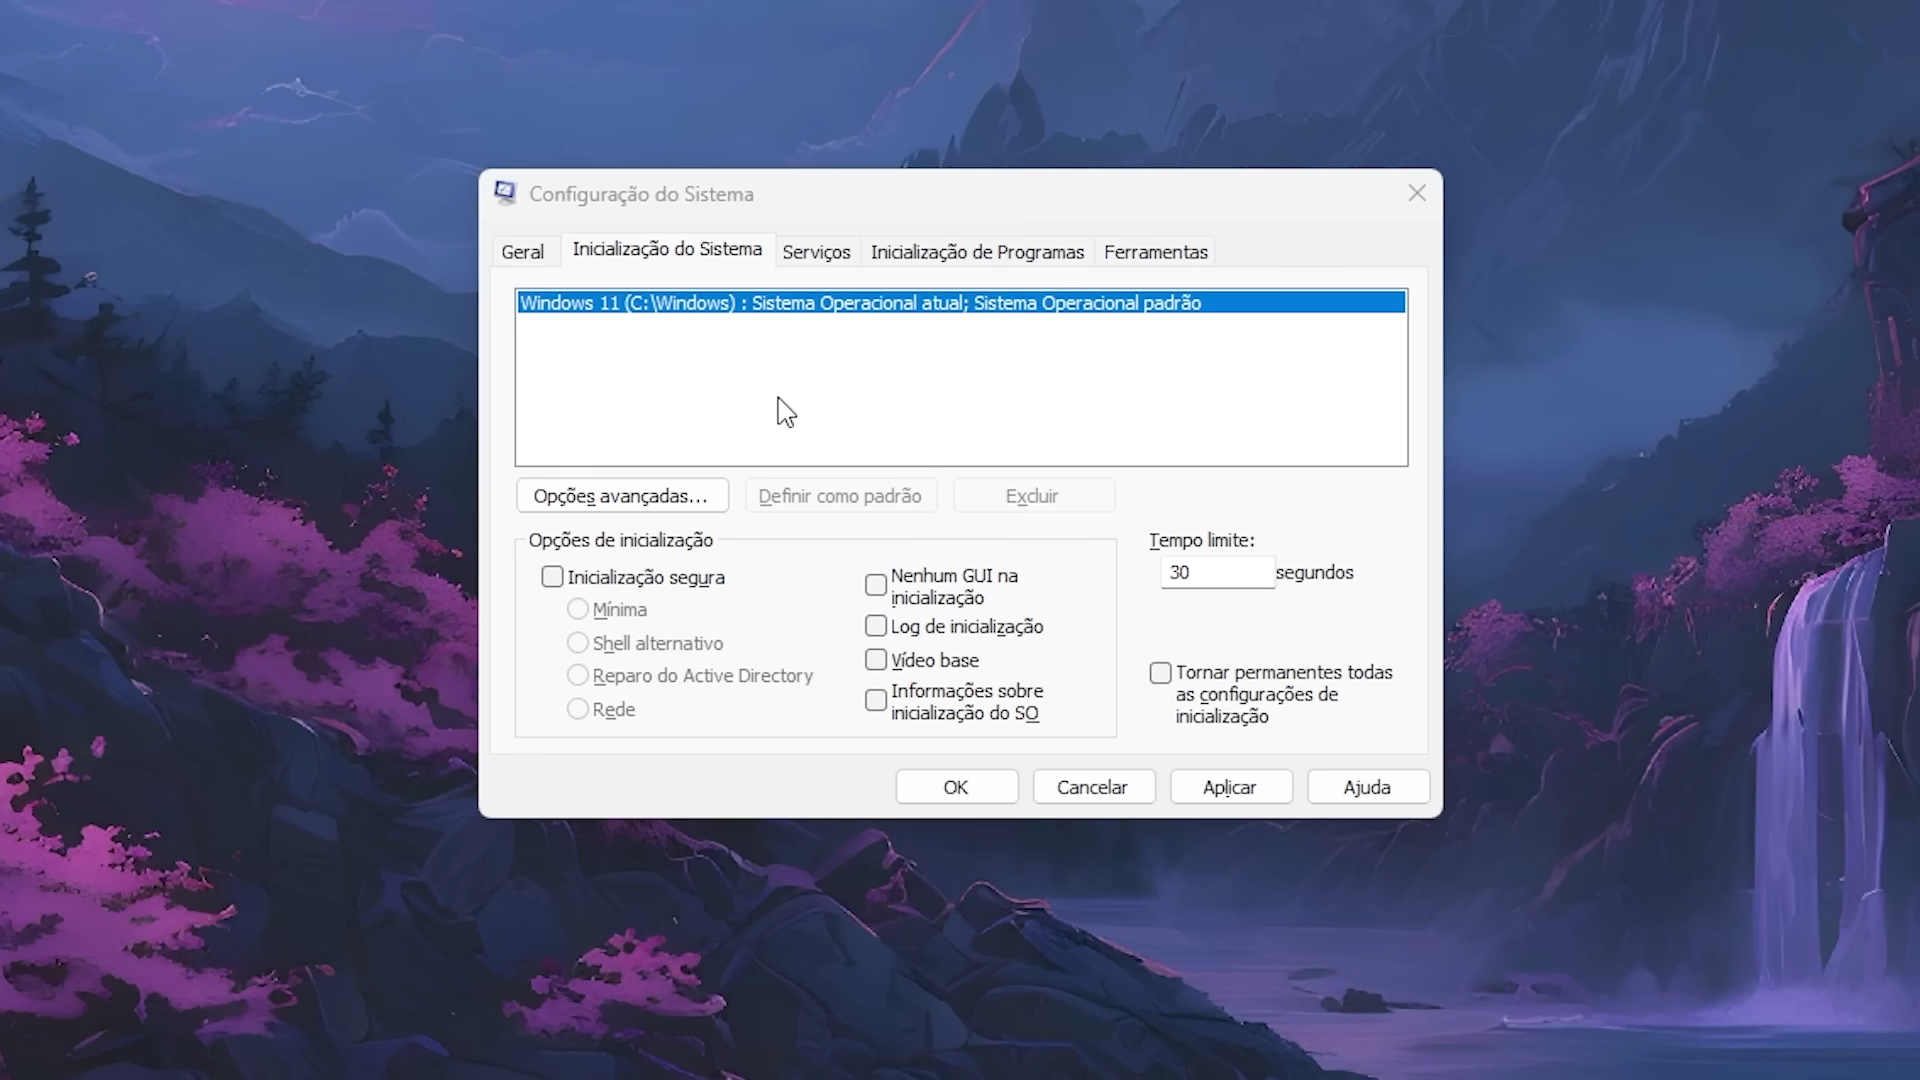 Configuração do Sistema
Geral
Inicialização do Sistema
Serviços
Inicialização de Programas
Ferramentas
Windows 11 (C:\Windows) : Sistema Operacional atual; Sistema Operacional padrão
Opções avançadas...
Definir como padrão
Excluir
Opções de inicialização
Inicialização segura
Mínima
Shell alternativo
Reparo do Active Directory
Rede
Nenhum GUI na
inicialização
Log de inicialização
Vídeo base
Informações sobre
inicialização do SO
Tempo limite:
30 segundos
Tornar permanentes todas
as configurações de
inicialização
OK
Cancelar
Aplicar
Ajuda